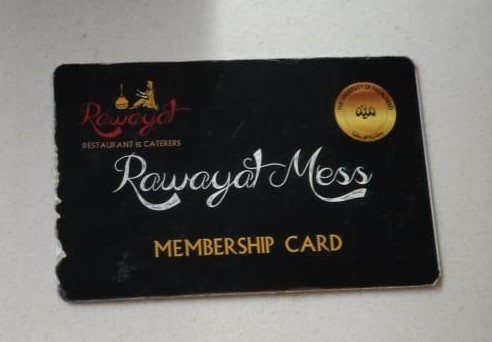 Rawayat
RESTAURANT & CATERERS
Rawayat Mess
MEMBERSHIP CARD